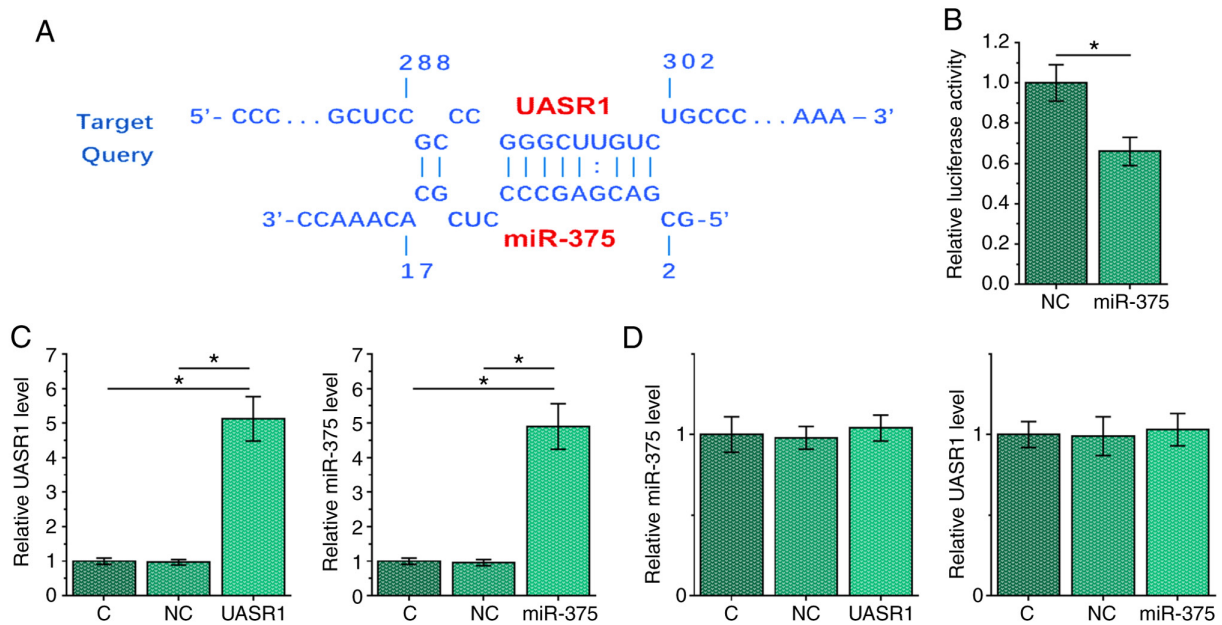 A
288
302
UASR1
5'- CCC ... GCUCC CC UGCCC ... AAA – 3'
Target
GC GGGCUUGUC
Query
CG CCCGAGCAG
3'-CCAAACA CUC CG-5'
miR-375
17 2
B
Relative luciferase activity
1.2
1.0
0.8
0.6
0.4
0.2
0.0
*
NC miR-375
C
Relative UASR1 level
7
6
5
4
3
2
1
0
*
*
C NC UASR1
Relative miR-375 level
7
6
5
4
3
2
1
0
*
*
C NC miR-375
D
Relative miR-375 level
1
C NC UASR1
Relative UASR1 level
1
1
C NC miR-375